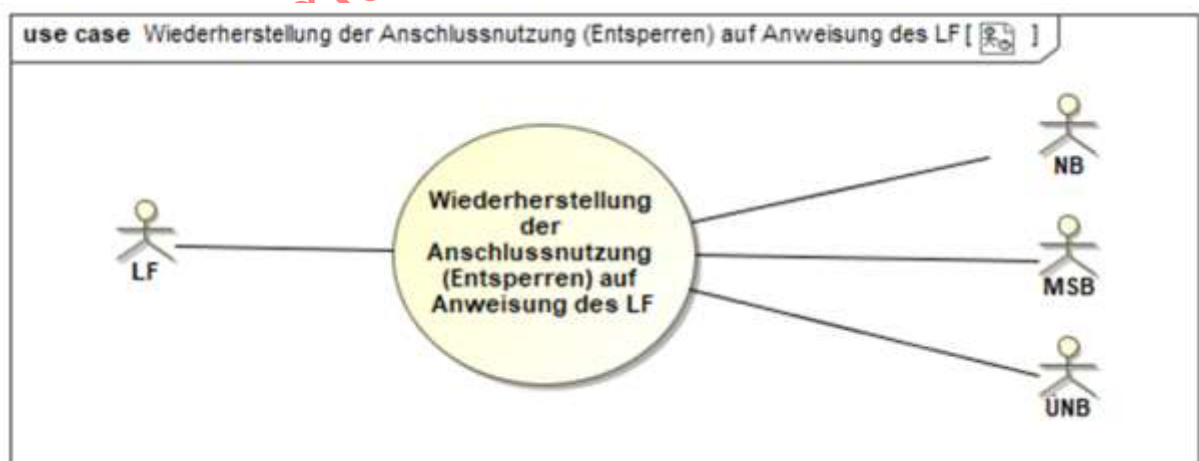 use case Wiederherstellung der Anschlussnutzung (Entsperren) auf Anweisung des LF [ ]
NB
Wiederherstellung
der
Anschlussnutzung
(Entsperren) auf
Anweisung des LF
LF
MSB
ÜNB